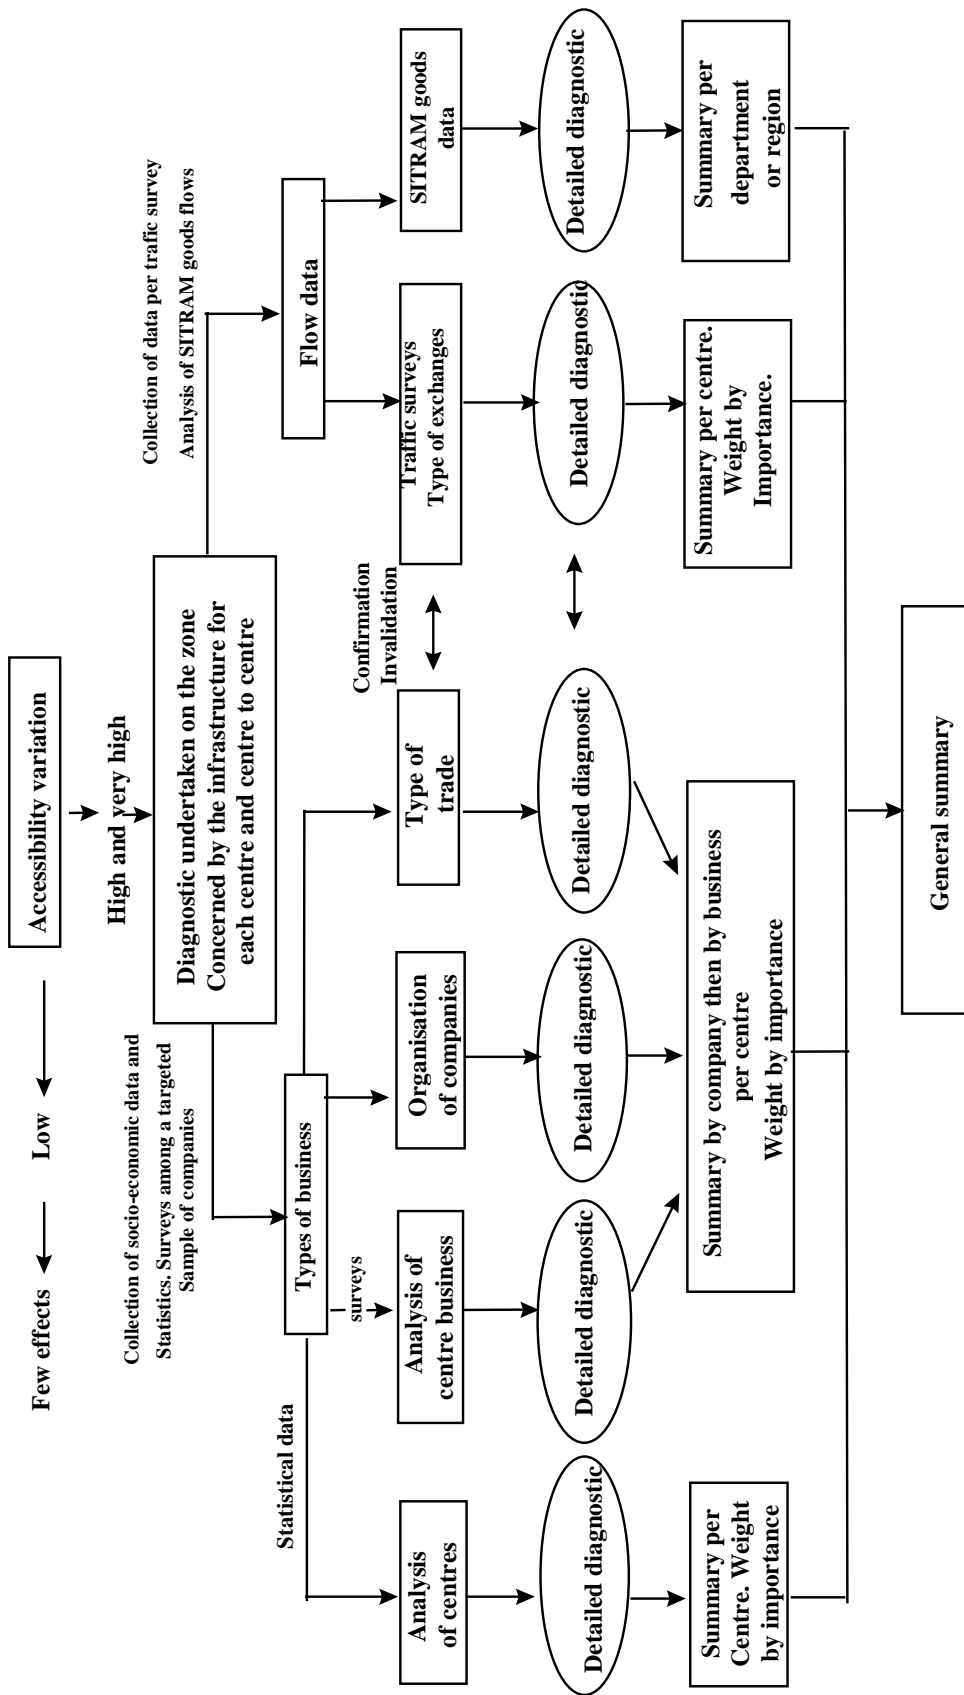 Accessibility variation
Few effects
Low
High and very high
Diagnostic undertaken on the zone
Concerned by the infrastructure for
each centre and centre to centre
Collection of socio-economic data and
Statistics. Surveys among a targeted
Sample of companies
Collection of data per trafic survey
Analysis of SITRAM goods flows
Types of business
Flow data
Statistical data
surveys
Confirmation
Invalidation
Analysis
of centres
Analysis of
centre business
Organisation
of companies
Type of
trade
Traffic surveys
Type of exchanges
SITRAM goods
data
Detailed diagnostic
Detailed diagnostic
Detailed diagnostic
Detailed diagnostic
Detailed diagnostic
Detailed diagnostic
Summary per
Centre. Weight
by importance
Summary by company then by business
per centre
Weight by importance
Summary per centre.
Weight by
Importance.
Summary per
department
or region
General summary